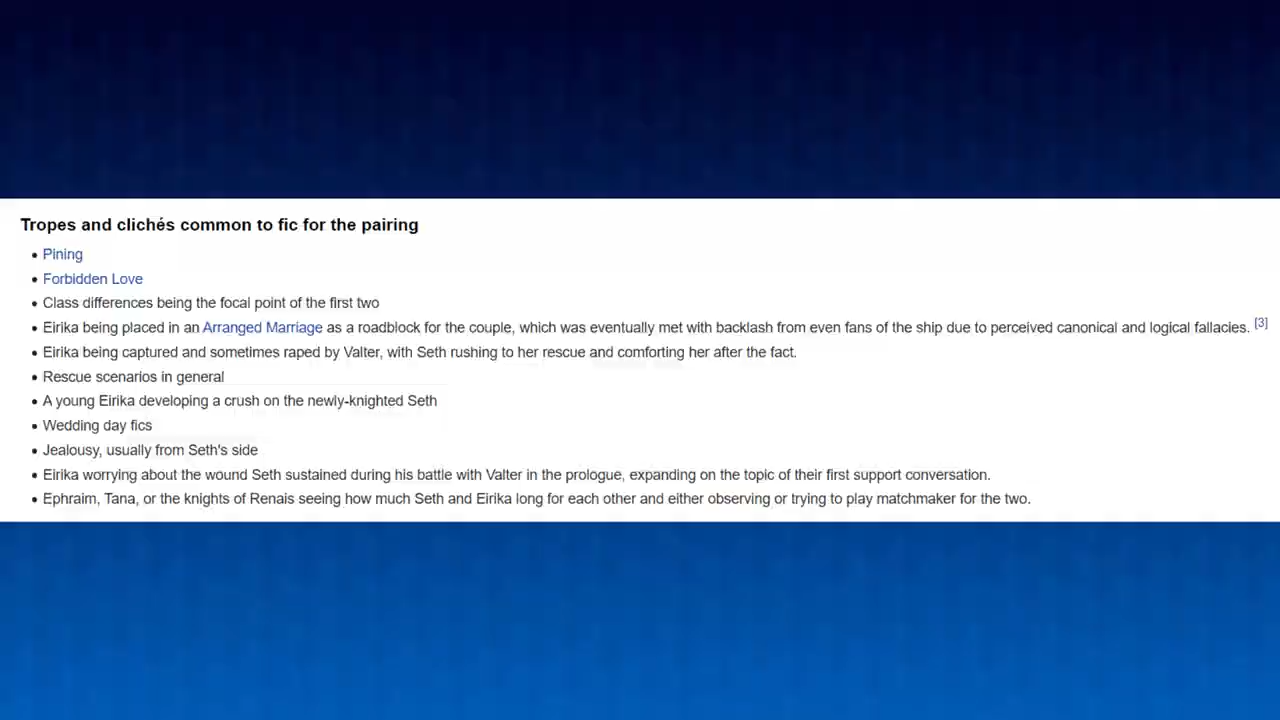 Tropes and clichés common to fic for the pairing
• Pining
• Forbidden Love
• Class differences being the focal point of the first two
• Eirika being placed in an Arranged Marriage as a roadblock for the couple, which was eventually met with backlash from even fans of the ship due to perceived canonical and logical fallacies. [3]
• Eirika being captured and sometimes raped by Valter, with Seth rushing to her rescue and comforting her after the fact.
• Rescue scenarios in general
• A young Eirika developing a crush on the newly-knighted Seth
• Wedding day fics
• Jealousy, usually from Seth's side
• Eirika worrying about the wound Seth sustained during his battle with Valter in the prologue, expanding on the topic of their first support conversation.
• Ephraim, Tana, or the knights of Renais seeing how much Seth and Eirika long for each other and either observing or trying to play matchmaker for the two.